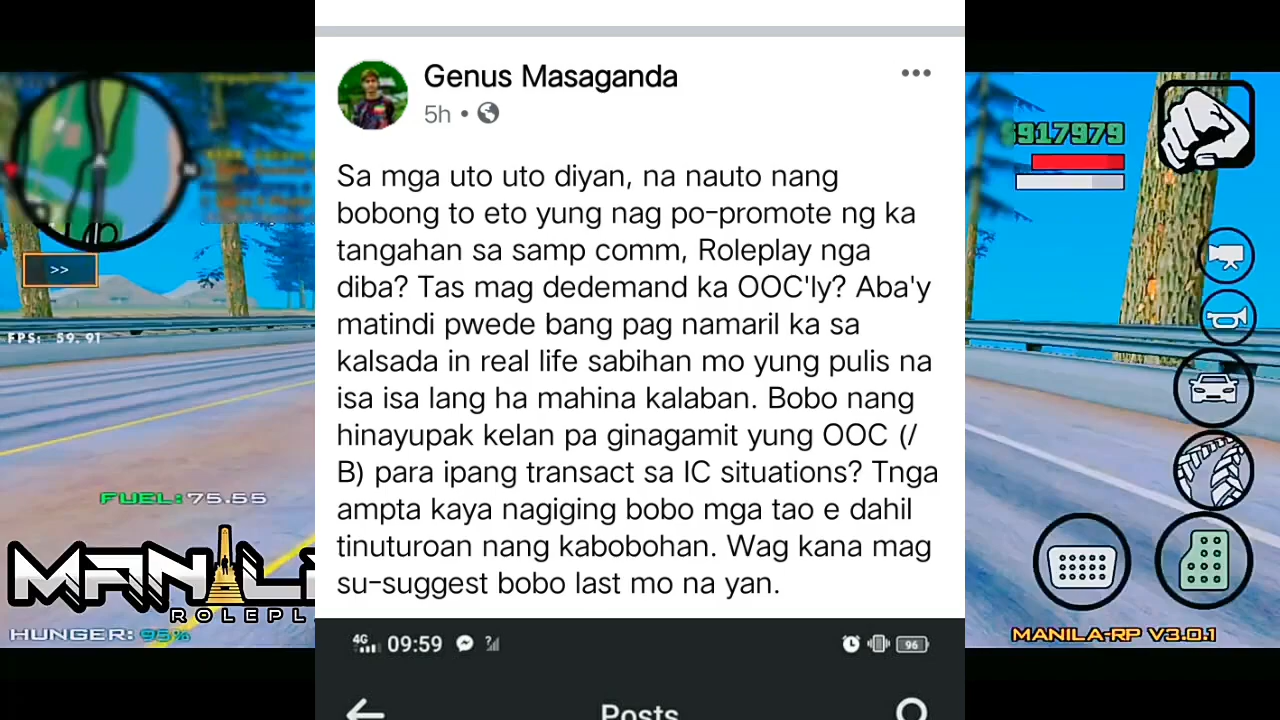 Genus Masaganda
5h
Sa mga uto uto diyan, na nauto nang
bobong to eto yung nag po-promote ng ka
tangahan sa samp comm, Roleplay nga
diba? Tas mag dedemand ka OOC'ly? Aba'y
matindi pwede bang pag namaril ka sa
kalsada in real life sabihan mo yung pulis na
isa isa lang ha mahina kalaban. Bobo nang
hinayupak kelan pa ginagamit yung OOC (/
B) para ipang transact sa IC situations? Tnga
ampta kaya nagiging bobo mga tao e dahil
tinuturoan nang kabobohan. Wag kana mag
su-suggest bobo last mo na yan.
4G 09:59
96
Posts
>>
FPS: 59.91
FUEL: 75.55
MANIL
ROLEPL
HUNGER: 95%
$917979
MANILA-RP V3.0.1